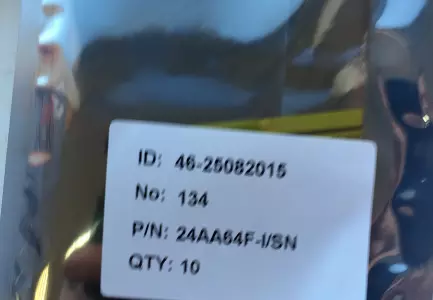 ID: 46-25082015
No: 134
P/N: 24AA64F-I/SN
QTY: 10